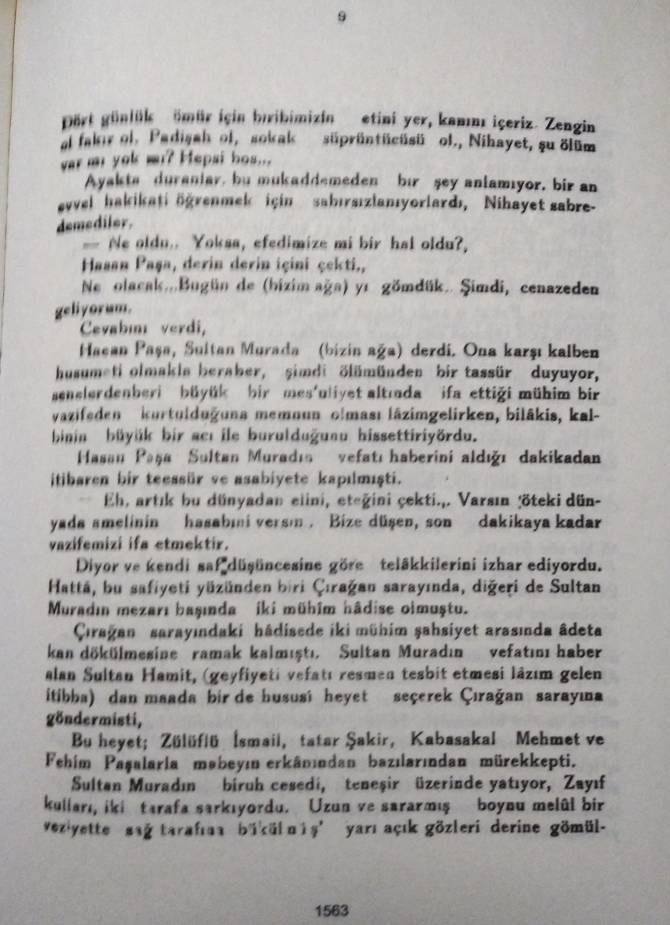 9
Dört günlük ömür için biribimizin etini yer, kanını içeriz. Zengin
ol fakir ol. Padişah ol, sokak süprüntücüsü ol., Nihayet, şu ölüm
var mı yok mı? Hepsi boş...
Ayakta duranlar, bu mukaddemeden bır şey anlamıyor, bir an
evvel hakikati öğrenmek için sabırsızlanıyorlardı, Nihayet sabre-
demediler.
— Ne oldu.. Yoksa, efedimize mi bir hal oldu?,
Hasan Paşa, derin derin içini çekti.,
Ne olacak...Bugün de (bizim ağa) yı gömdük. Şimdi, cenazeden
geliyorum.
Cevabını verdi,
Hasan Paşa, Sultan Murada (bizin ağa) derdi. Ona karşı kalben
husumeti olmakla beraber, şimdi ölümünden bir tassür duyuyor,
senelerdenberi büyük bir mes'uliyet altında ifa ettiği mühim bir
vazifeden kurtulduğuna memnun olması lâzimgelirken, bilâkis, kal-
binin büyük bir acı ile burulduğunu hissettiriyördu.
Hasan Paşa Sultan Muradın vefatı haberini aldığı dakikadan
itibaren bir teessür ve asabiyete kapılmıştı.
— Eh, artık bu dünyadan elini, eteğini çekti.,. Varsın öteki dün-
yada amelinin hasabını versın . Bize düşen, son dakikaya kadar
vazifemizi ifa etmektir.
Diyor ve kendi saf düşüncesine göre telâkkilerini izhar ediyordu.
Hattâ, bu safiyeti yüzünden biri Çırağan sarayında, diğeri de Sultan
Muradın mezarı başında iki mühim hâdise olmuştu.
Çırağan sarayındaki hâdisede iki mühim şahsiyet arasında âdeta
kan dökülmesine ramak kalmıştı. Sultan Muradın vefatını haber
alan Sultan Hamit, (geyfiyeti vefatı resmen tesbit etmesi lâzım gelen
itibba) dan maada bir de hususi heyet seçerek Çırağan sarayına
göndermisti,
Bu heyet; Zülüflü İsmail, tatar Şakir, Kabasakal Mehmet ve
Fehim Paşalarla mabeyın erkânından bazılarından mürekkepti.
Sultan Muradın biruh cesedi, teneşir üzerinde yatıyor, Zayıf
kulları, iki tarafa sarkıyordu. Uzun ve sararmış boynu melûl bir
veziyette sağ tarafına bükülmiş' yarı açık gözleri derine gömül-
1563